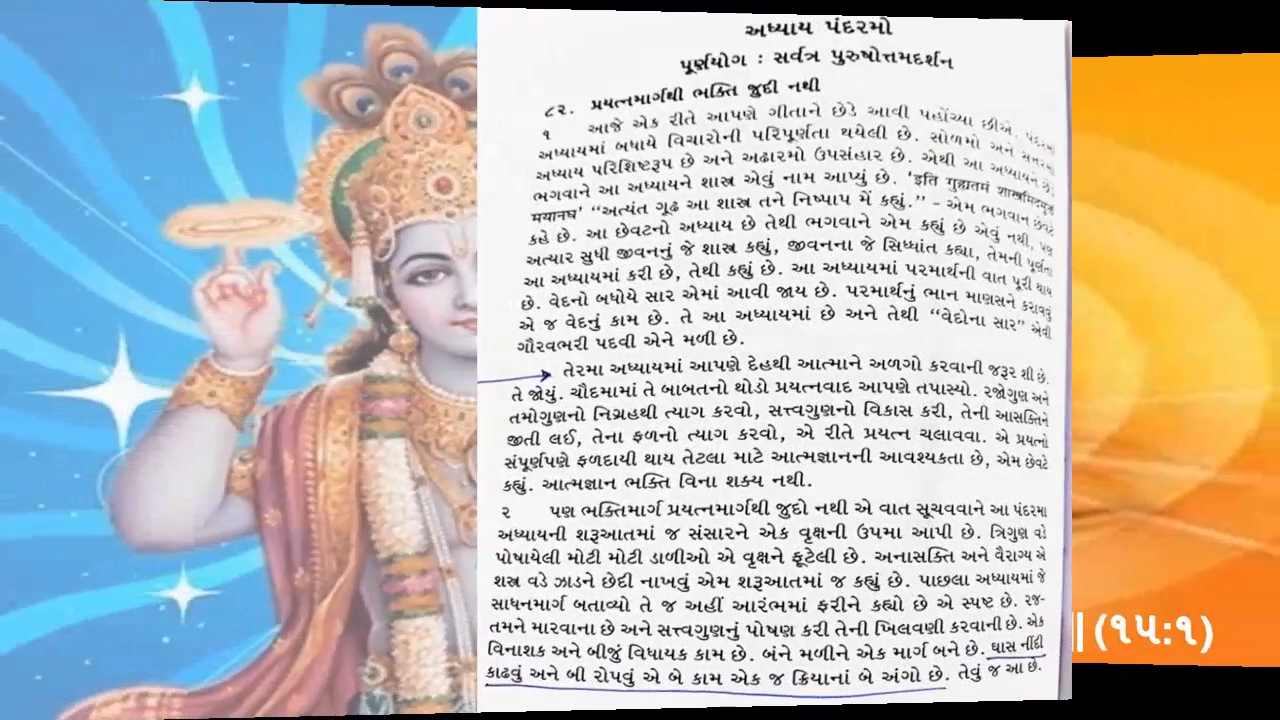 અધ્યાય પંદરમો
પૂર્ણયોગ : સર્વત્ર પુરુષોત્તમદર્શન
૮૨. પ્રયત્નમાર્ગથી ભક્તિ જુદી નથી
૧ આજે એક રીતે આપણે ગીતાને છેડે આવી પહોંચ્યા છીએ. પંદરમા
અધ્યાયમાં બધાયે વિચારોની પરિપૂર્ણતા થયેલી છે. સોળમો અને સત્તરમો
અધ્યાય પરિશિષ્ટરૂપ છે અને અઢારમો ઉપસંહાર છે. એથી આ અધ્યાયને છેડે
ભગવાને આ અધ્યાયને શાસ્ત્ર એવું નામ આપ્યું છે. ‘इति गुह्यतमं शास्त्रमिदमुक्तं
मयानघ’ “અત્યંત ગૂઢ આ શાસ્ત્ર તને નિષ્પાપ મેં કહ્યું.” – એમ ભગવાન છેવટે
કહે છે. આ છેવટનો અધ્યાય છે તેથી ભગવાને એમ કહ્યું છે એવું નથી, પણ
અત્યાર સુધી જીવનનું જે શાસ્ત્ર કહ્યું, જીવનના જે સિધ્ધાંત કહ્યા, તેમની પૂર્ણતા
આ અધ્યાયમાં કરી છે, તેથી કહ્યું છે. આ અધ્યાયમાં પરમાર્થની વાત પૂરી થાય
છે. વેદનો બધોયે સાર એમાં આવી જાય છે. પરમાર્થનું ભાન માણસને કરાવવું
એ જ વેદનું કામ છે. તે આ અધ્યાયમાં છે અને તેથી “વેદોના સાર” એવી
ગૌરવભરી પદવી એને મળી છે.
તેરમા અધ્યાયમાં આપણે દેહથી આત્માને અળગો કરવાની જરૂર શી છે.
તે જોયું. ચૌદમામાં તે બાબતનો થોડો પ્રયત્નવાદ આપણે તપાસ્યો. રજોગુણ અને
તમોગુણનો નિગ્રહથી ત્યાગ કરવો, સત્ત્વગુણનો વિકાસ કરી, તેની આસક્તિને
જીતી લઈ, તેના ફળનો ત્યાગ કરવો, એ રીતે પ્રયત્ન ચલાવવા. એ પ્રયત્નો
સંપૂર્ણપણે ફળદાયી થાય તેટલા માટે આત્મજ્ઞાનની આવશ્યકતા છે, એમ છેવટે
કહ્યું. આત્મજ્ઞાન ભક્તિ વિના શક્ય નથી.
૨ પણ ભક્તિમાર્ગ પ્રયત્નમાર્ગથી જુદો નથી એ વાત સૂચવવાને આ પંદરમા
અધ્યાયની શરૂઆતમાં જ સંસારને એક વૃક્ષની ઉપમા આપી છે. ત્રિગુણ વડે
પોષાયેલી મોટી મોટી ડાળીઓ એ વૃક્ષને ફૂટેલી છે. અનાસક્તિ અને વૈરાગ્ય એ
શસ્ત્ર વડે ઝાડને છેદી નાખવું એમ શરૂઆતમાં જ કહ્યું છે. પાછલા અધ્યાયમાં જે
સાધનમાર્ગ બતાવ્યો તે જ અહીં આરંભમાં ફરીને કહ્યો છે એ સ્પષ્ટ છે. રજ-
તમને મારવાના છે અને સત્ત્વગુણનું પોષણ કરી તેની ખિલવણી કરવાની છે. એક
વિનાશક અને બીજું વિધાયક કામ છે. બંને મળીને એક માર્ગ બને છે. ઘાસ નીંદી
કાઢવું અને બી રોપવું એ બે કામ એક જ ક્રિયાનાં બે અંગો છે. તેવું જ આ છે.
|| (૧૫:૧)